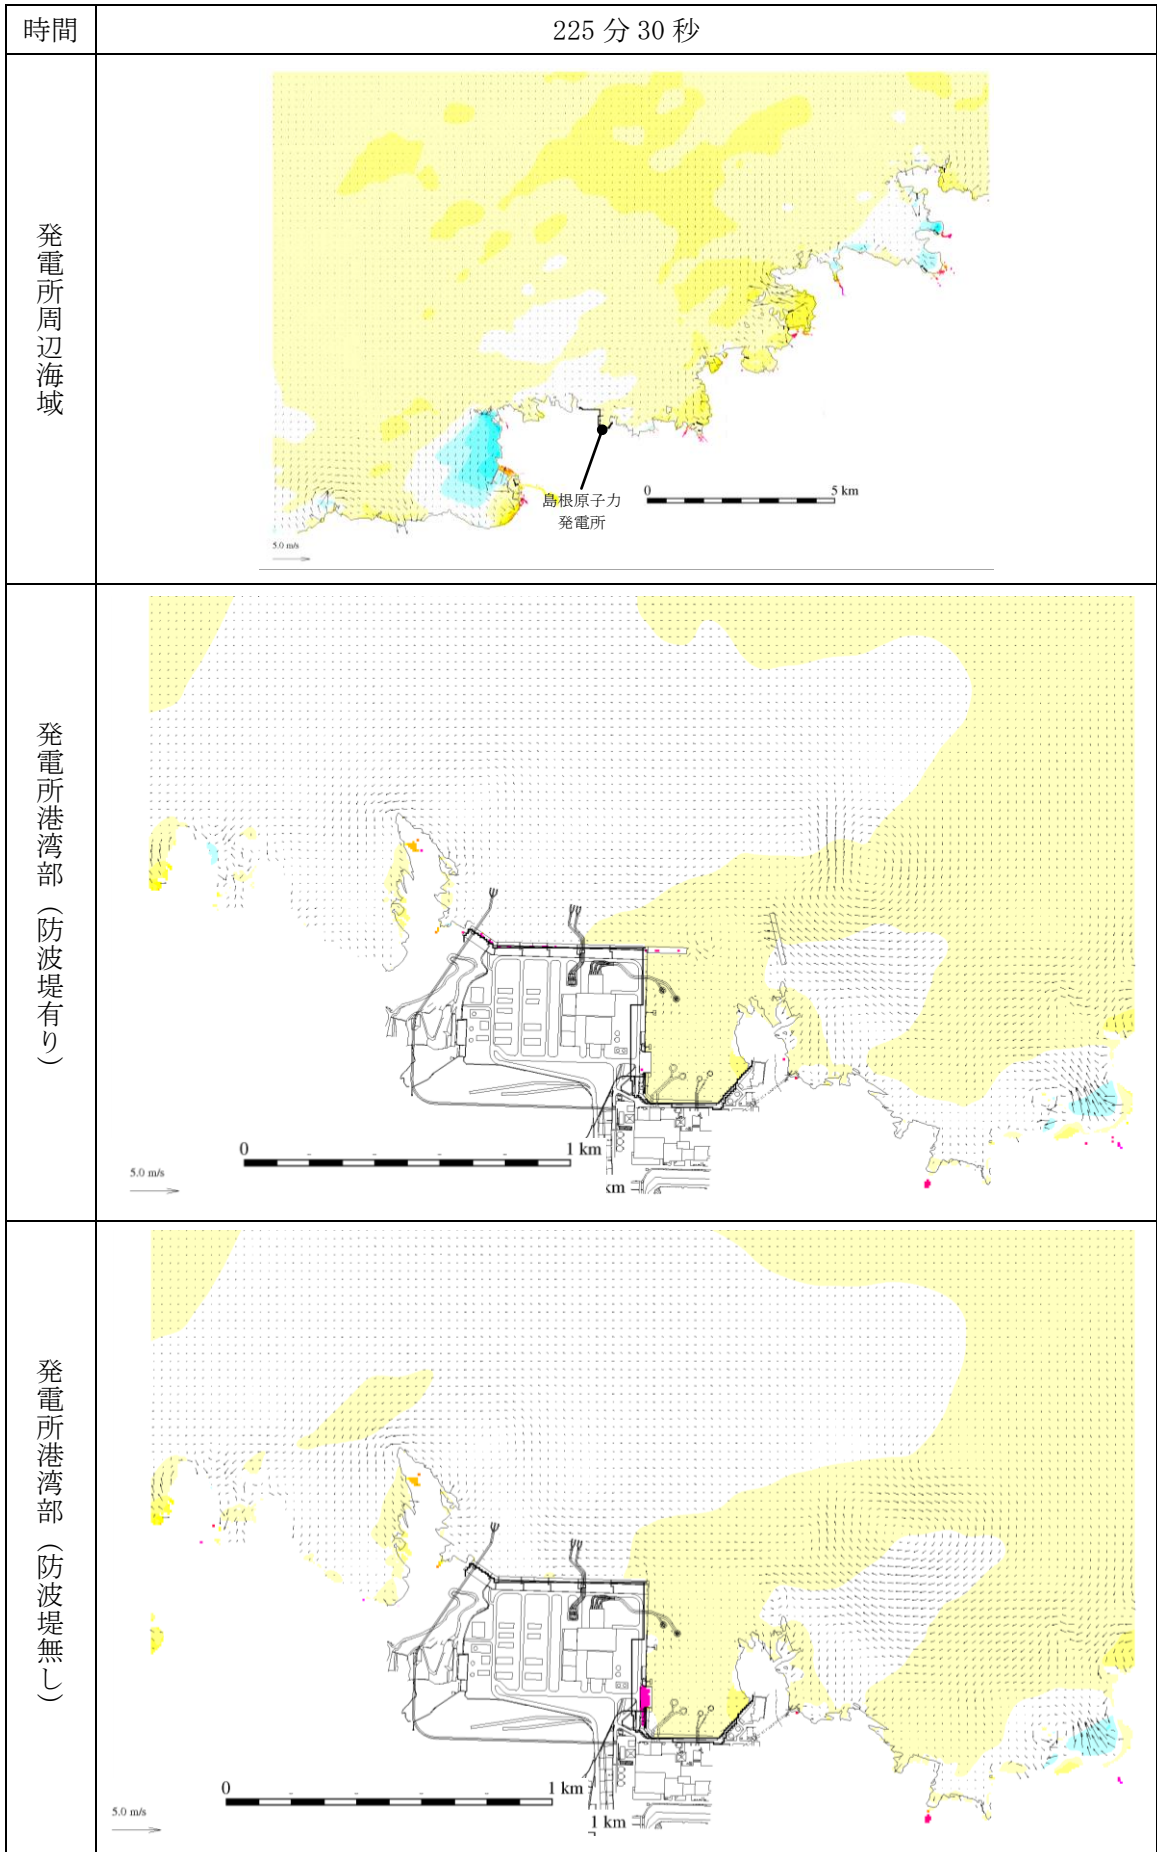 時間
225 分 30 秒
発電所周辺海域
島根原子力
発電所
0
5 km
5.0 m/s
発電所港湾部（防波堤有り）
0
1 km
km
5.0 m/s
発電所港湾部（防波堤無し）
0
1 km
1 km
5.0 m/s